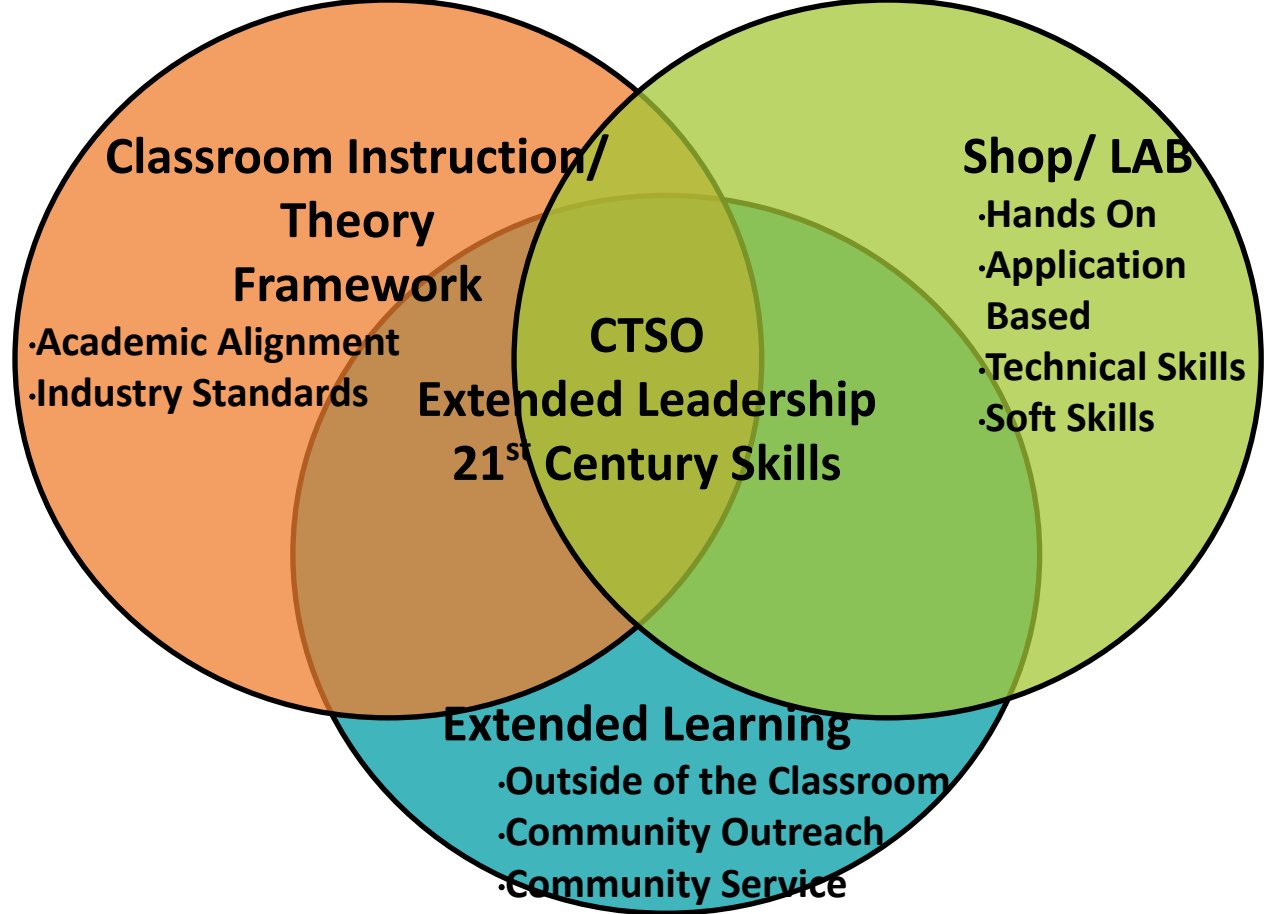 Classroom Instruction/
Theory
Framework
·Academic Alignment
·Industry Standards
Shop/ LAB
·Hands On
·Application
Based
·Technical Skills
·Soft Skills
CTSO
Extended Leadership
21st Century Skills
Extended Learning
·Outside of the Classroom
·Community Outreach
·Community Service